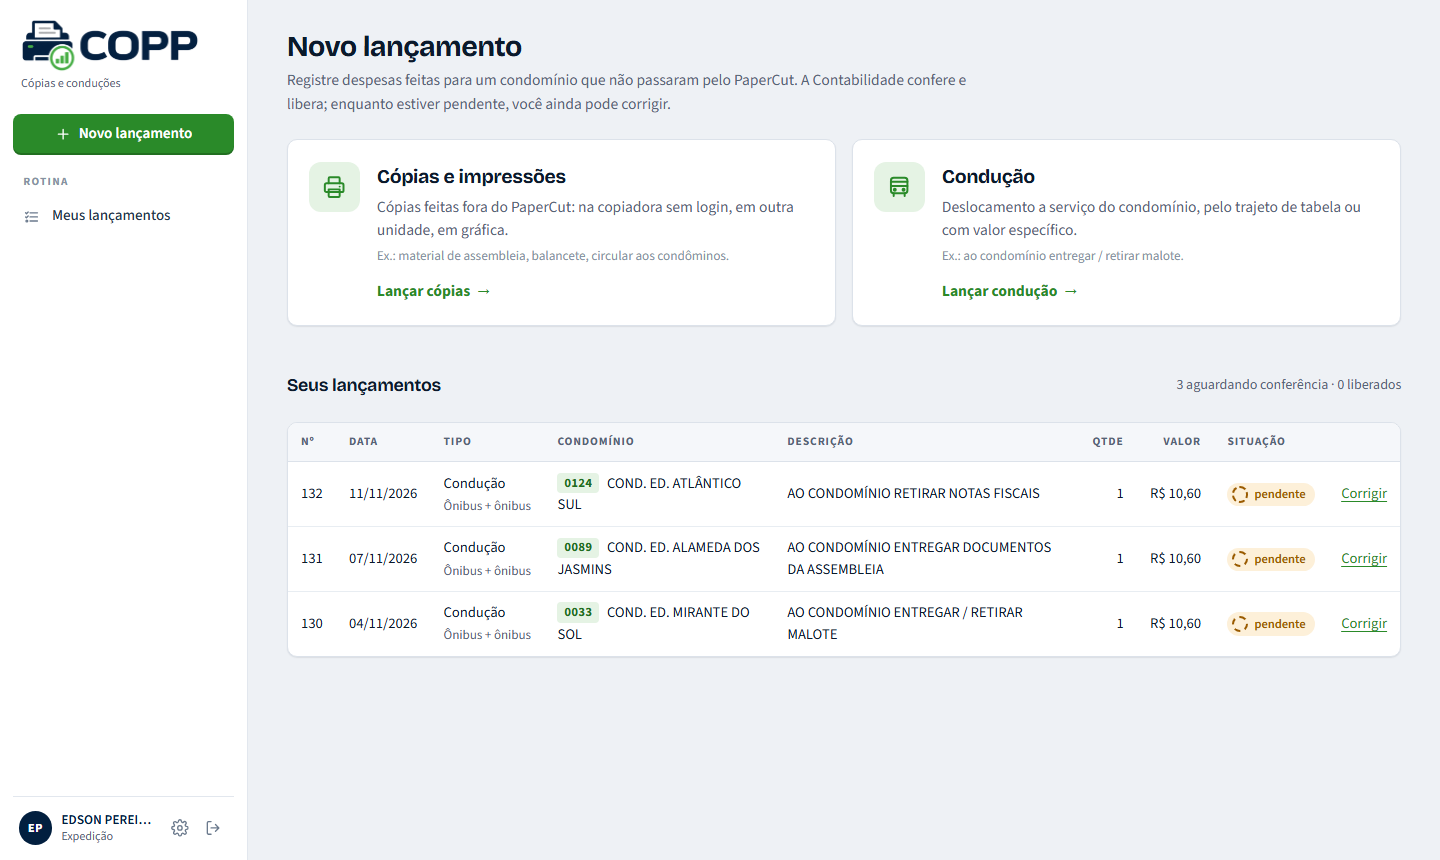 COPP
Cópias e conduções
Novo lançamento
ROTINA
Meus lançamentos
EP
EDSON PEREI...
Expedição
Novo lançamento
Registre despesas feitas para um condomínio que não passaram pelo PaperCut. A Contabilidade confere e
libera; enquanto estiver pendente, você ainda pode corrigir.
Cópias e impressões
Cópias feitas fora do PaperCut: na copiadora sem login, em outra
unidade, em gráfica.
Ex.: material de assembleia, balancete, circular aos condôminos.
Lançar cópias →
Condução
Deslocamento a serviço do condomínio, pelo trajeto de tabela ou
com valor específico.
Ex.: ao condomínio entregar / retirar malote.
Lançar condução →
Seus lançamentos
3 aguardando conferência · 0 liberados
Nº DATA TIPO CONDOMÍNIO DESCRIÇÃO QTDE VALOR SITUAÇÃO
132 11/11/2026 Condução Ônibus + ônibus 0124 COND. ED. ATLÂNTICO SUL AO CONDOMÍNIO RETIRAR NOTAS FISCAIS 1 R$ 10,60 pendente Corrigir
131 07/11/2026 Condução Ônibus + ônibus 0089 COND. ED. ALAMEDA DOS JASMINS AO CONDOMÍNIO ENTREGAR DOCUMENTOS DA ASSEMBLEIA 1 R$ 10,60 pendente Corrigir
130 04/11/2026 Condução Ônibus + ônibus 0033 COND. ED. MIRANTE DO SOL AO CONDOMÍNIO ENTREGAR / RETIRAR MALOTE 1 R$ 10,60 pendente Corrigir